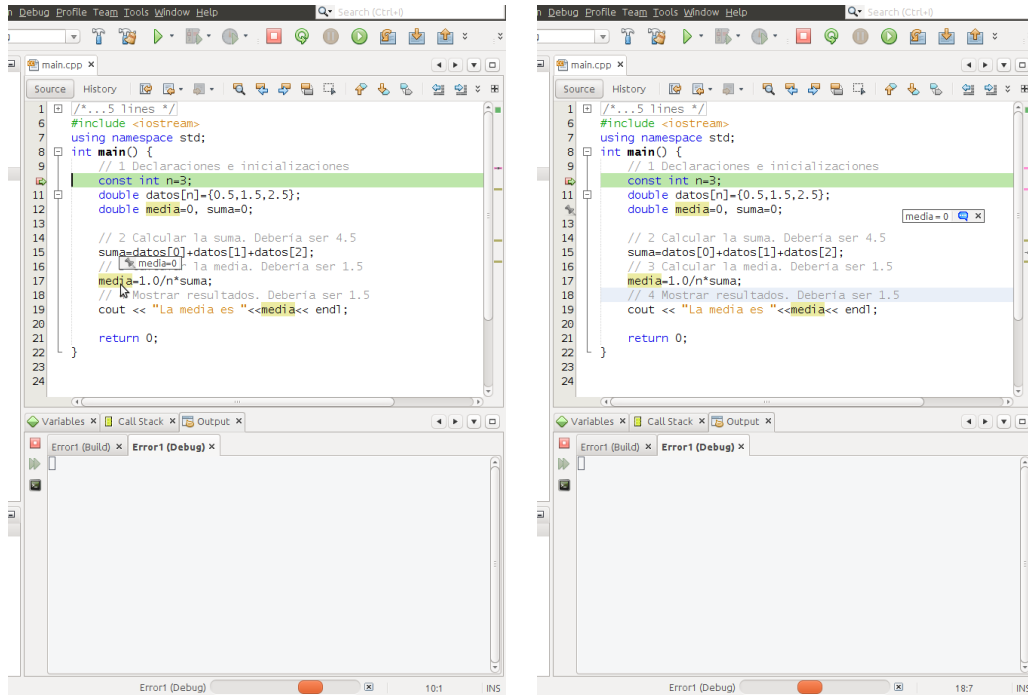 Debug Profile Team Tools Window Help Search (Ctrl+I)
main.cpp
Source History
1 /*...5 lines */
6 #include <iostream>
7 using namespace std;
8 int main() {
9 // 1 Declaraciones e inicializaciones
const int n=3;
11 double datos[n]={0.5,1.5,2.5};
12 double media=0, suma=0;
13
14 // 2 Calcular la suma. Debería ser 4.5
15 suma=datos[0]+datos[1]+datos[2];
media=0
16 // la media. Debería ser 1.5
17 media=1.0/n*suma;
18 // Mostrar resultados. Debería ser 1.5
19 cout << "La media es "<<media<< endl;
20
21 return 0;
22 }
23
24
Variables Call Stack Output
Error1 (Build) Error1 (Debug)
Error1 (Debug) 10:1 INS
Debug Profile Team Tools Window Help Search (Ctrl+I)
main.cpp
Source History
1 /*...5 lines */
6 #include <iostream>
7 using namespace std;
8 int main() {
9 // 1 Declaraciones e inicializaciones
const int n=3;
11 double datos[n]={0.5,1.5,2.5};
double media=0, suma=0;
media = 0
13
14 // 2 Calcular la suma. Debería ser 4.5
15 suma=datos[0]+datos[1]+datos[2];
16 // 3 Calcular la media. Debería ser 1.5
17 media=1.0/n*suma;
18 // 4 Mostrar resultados. Debería ser 1.5
19 cout << "La media es "<<media<< endl;
20
21 return 0;
22 }
23
24
Variables Call Stack Output
Error1 (Build) Error1 (Debug)
Error1 (Debug) 18:7 INS